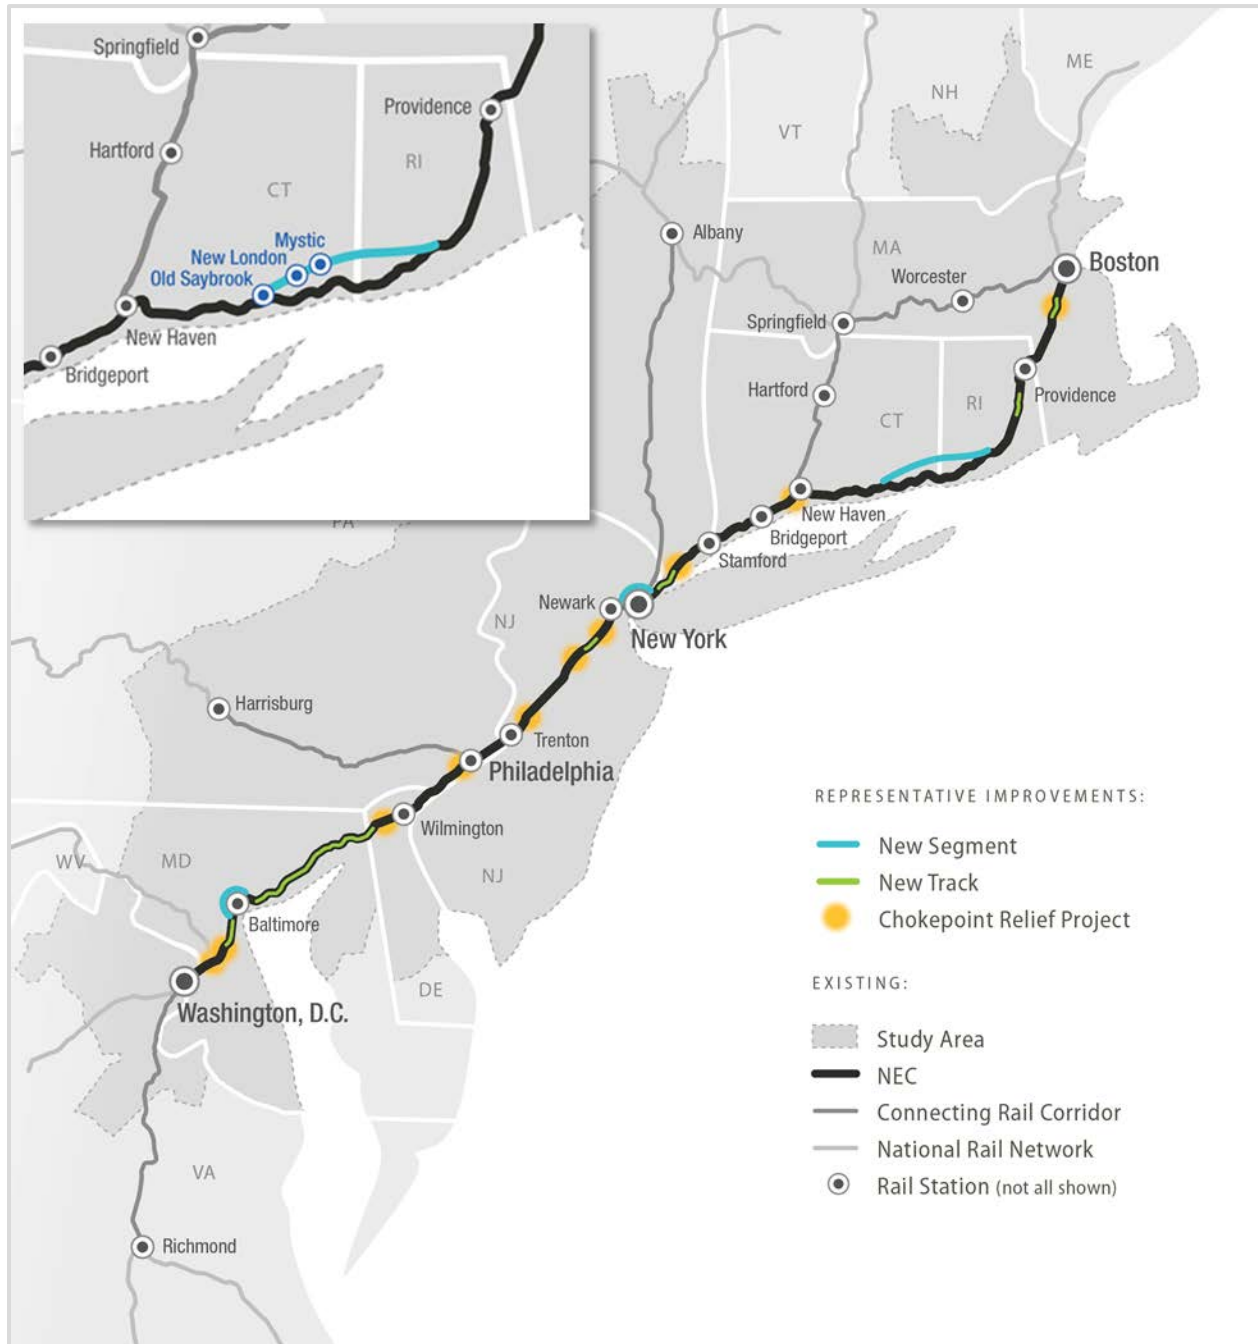 Springfield
Providence
Hartford
RI
CT
Mystic
New London
Old Saybrook
New Haven
Bridgeport
ME
NH
VT
Albany
MA
Boston
Worcester
Springfield
Hartford
Providence
RI
CT
New Haven
Bridgeport
Stamford
PA
Newark
NJ
New York
Harrisburg
Trenton
Philadelphia
Wilmington
WV
MD
NJ
Baltimore
DE
Washington, D.C.
VA
Richmond
REPRESENTATIVE IMPROVEMENTS:
New Segment
New Track
Chokepoint Relief Project
EXISTING:
Study Area
NEC
Connecting Rail Corridor
National Rail Network
Rail Station (not all shown)